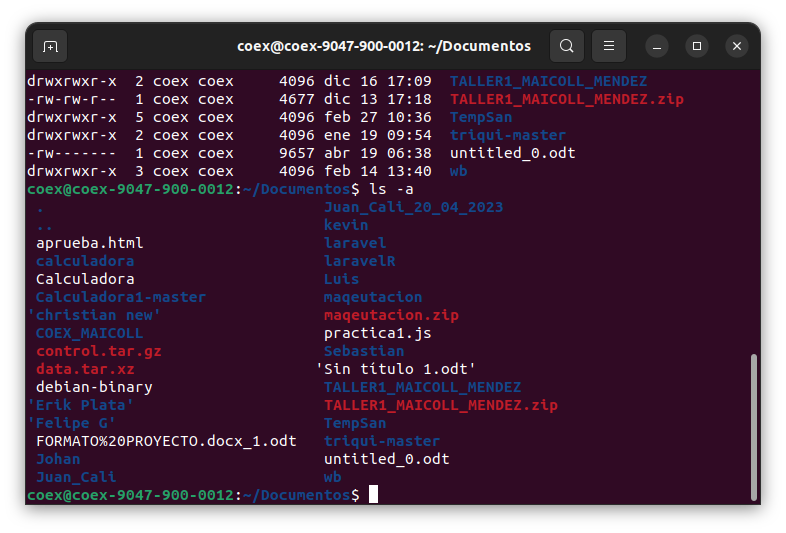 coex@coex-9047-900-0012: ~/Documentos
drwxrwxr-x  2 coex coex     4096 dic 16 17:09  TALLER1_MAICOLL_MENDEZ
-rw-rw-r--  1 coex coex     4677 dic 13 17:18  TALLER1_MAICOLL_MENDEZ.zip
drwxrwxr-x  5 coex coex     4096 feb 27 10:36  TempSan
drwxrwxr-x  2 coex coex     4096 ene 19 09:54  triqui-master
-rw-------  1 coex coex     9657 abr 19 06:38  untitled_0.odt
drwxrwxr-x  3 coex coex     4096 feb 14 13:40  wb
coex@coex-9047-900-0012:~/Documentos$ ls -a
 .                               Juan_Cali_20_04_2023
 ..                              kevin
 aprueba.html                    laravel
 calculadora                     laravelR
 Calculadora                     Luis
 Calculadora1-master             maqeutacion
'christian new'                  maqeutacion.zip
 COEX_MAICOLL                    practica1.js
 control.tar.gz                  Sebastian
 data.tar.xz                    'Sin título 1.odt'
 debian-binary                   TALLER1_MAICOLL_MENDEZ
'Erik Plata'                     TALLER1_MAICOLL_MENDEZ.zip
'Felipe G'                       TempSan
 FORMATO%20PROYECTO.docx_1.odt   triqui-master
 Johan                           untitled_0.odt
 Juan_Cali                       wb
coex@coex-9047-900-0012:~/Documentos$